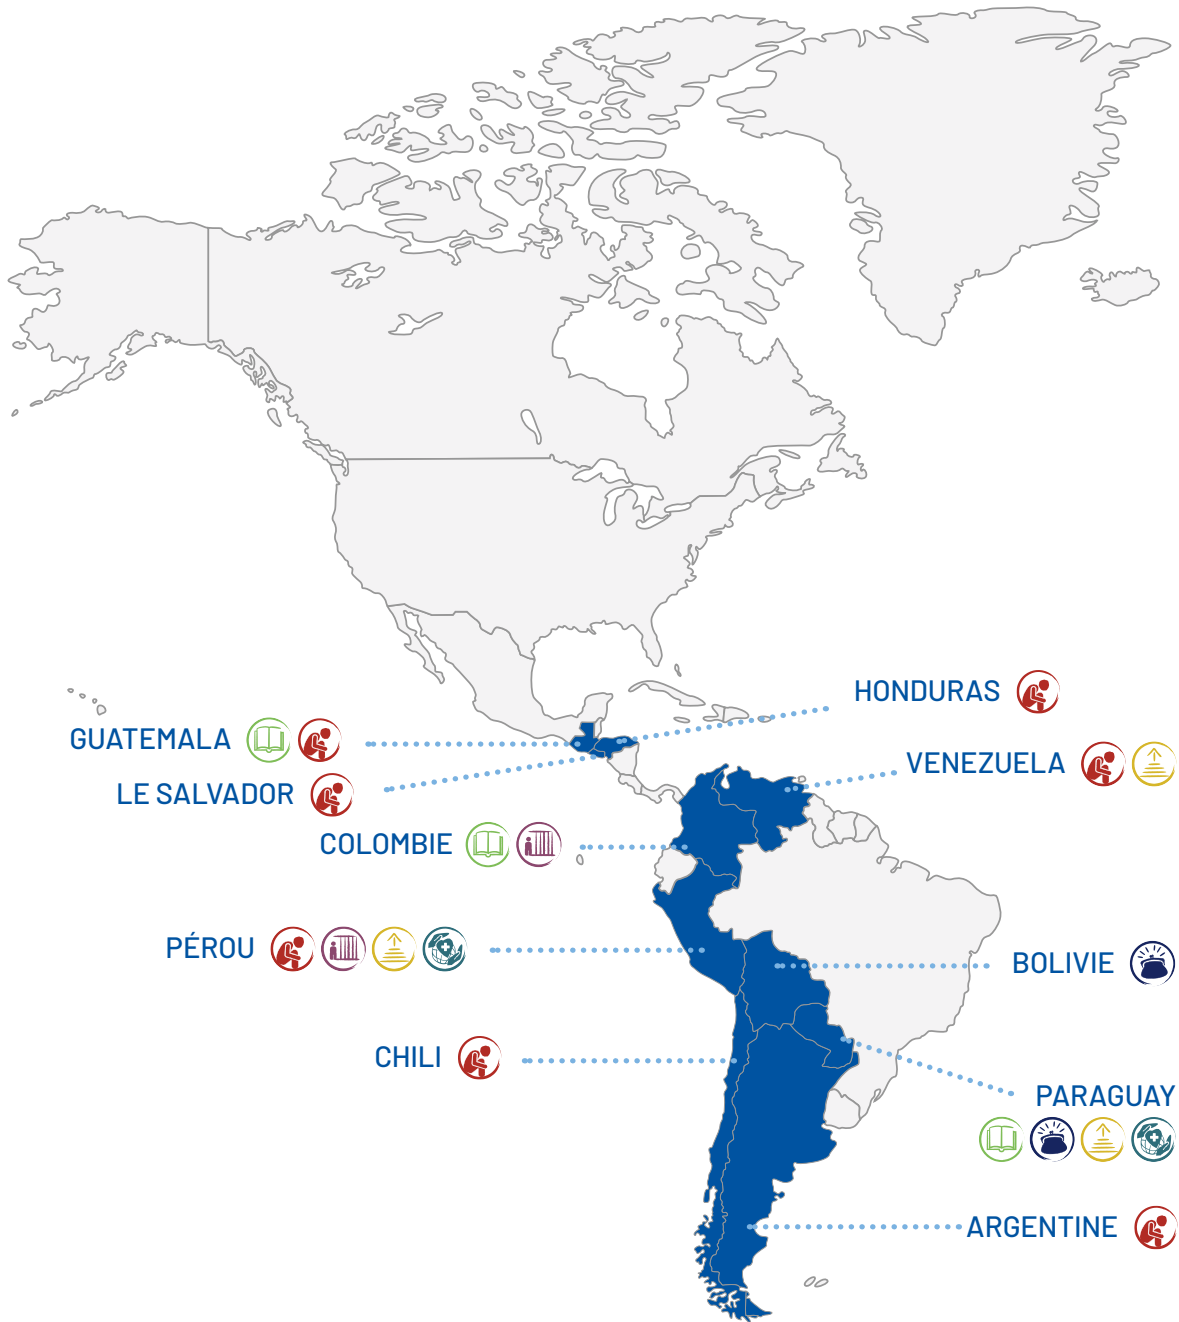 HONDURAS
GUATEMALA
VENEZUELA
LE SALVADOR
COLOMBIE
PÉROU
BOLIVIE
CHILI
PARAGUAY
ARGENTINE